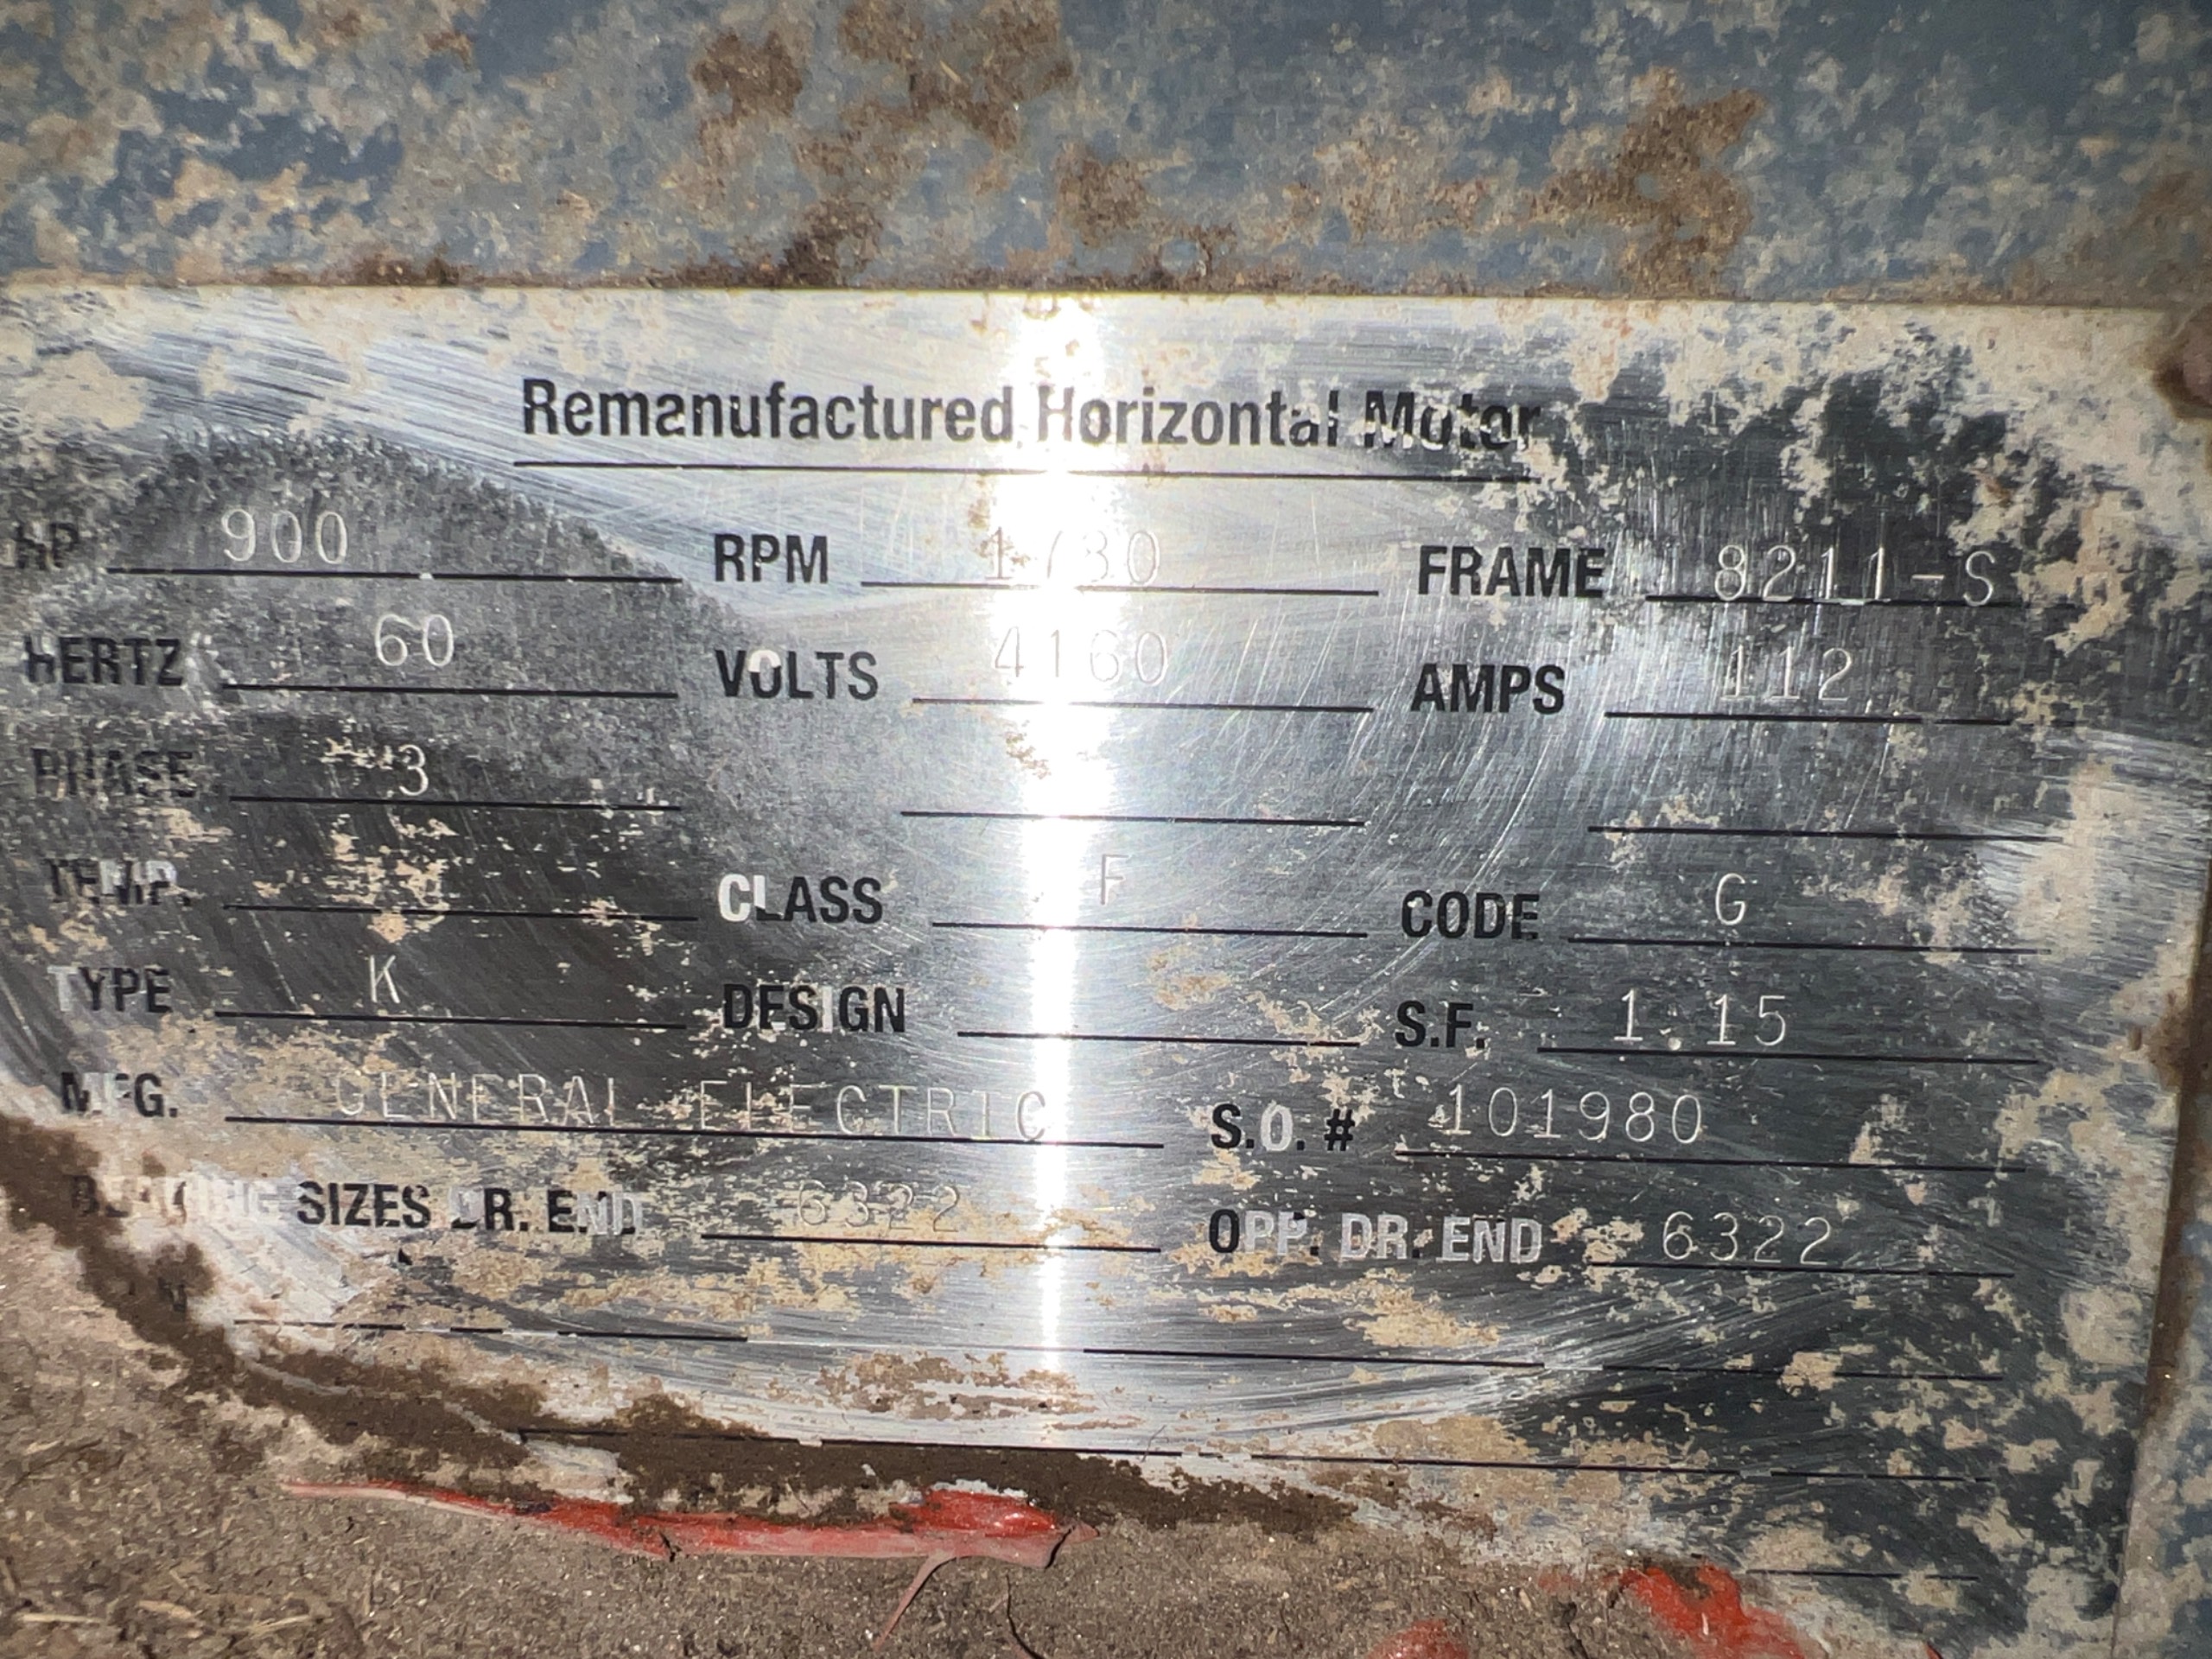 Remanufactured Horizontal Motor
HP 900 RPM 1780 FRAME 8211-S
HERTZ 60 VOLTS 4160 AMPS 112
PHASE 3
TEMP. CLASS F CODE G
TYPE K DESIGN S.F. 1.15
MFG. GENERAL ELECTRIC S.O. # 101980
BEARING SIZES DR. END 6322 OPP. DR. END 6322